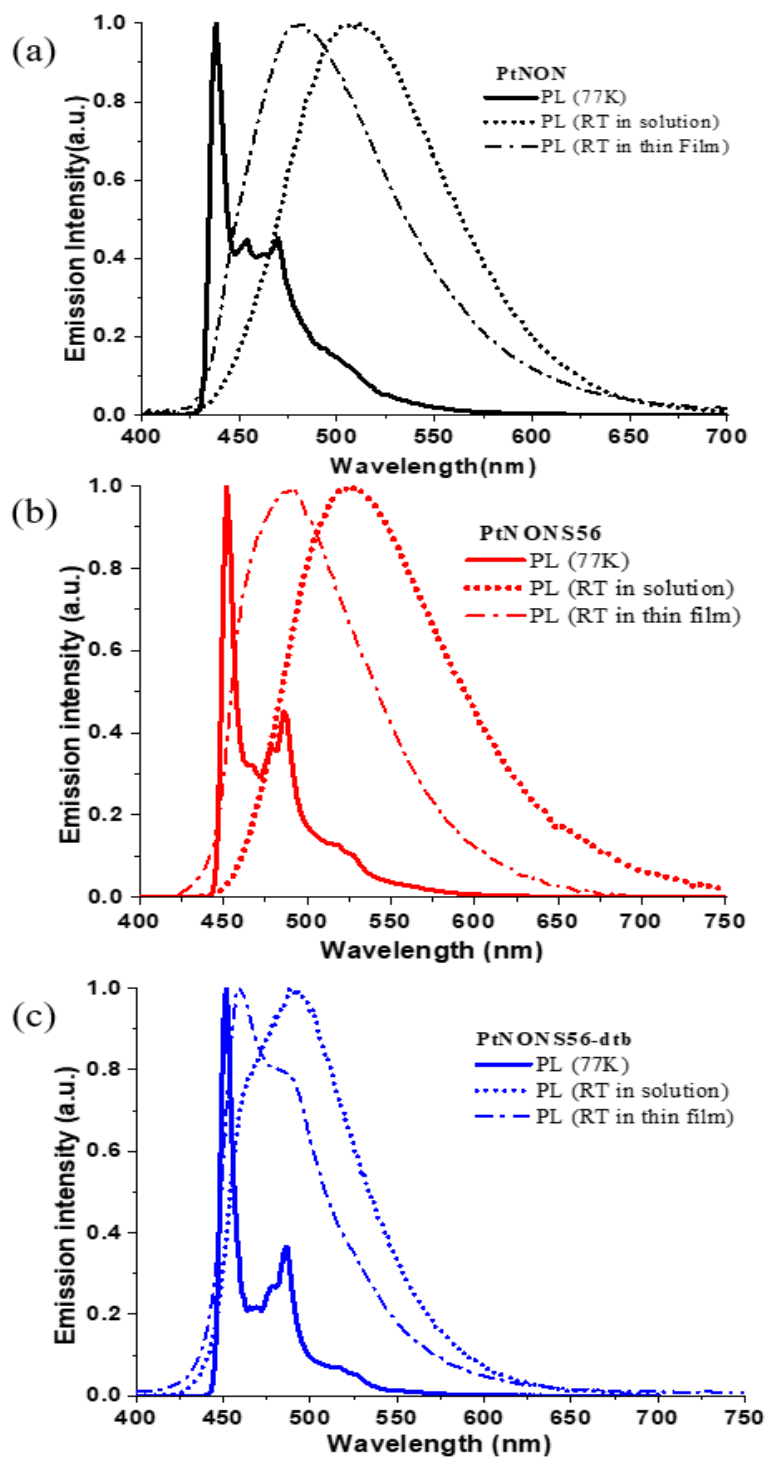 (a)
PtNON
PL (77K)
PL (RT in solution)
PL (RT in thin Film)
Emission Intensity(a.u.)
1.0
0.8
0.6
0.4
0.2
0.0
400 450 500 550 600 650 700
Wavelength(nm)
(b)
PtNONS56
PL (77K)
PL (RT in solution)
PL (RT in thin film)
Emission intensity (a.u.)
1.0
0.8
0.6
0.4
0.2
0.0
400 450 500 550 600 650 700 750
Wavelength (nm)
(c)
PtNONS56-dtb
PL (77K)
PL (RT in solution)
PL (RT in thin film)
Emission intensity (a.u.)
1.0
0.8
0.6
0.4
0.2
0.0
400 450 500 550 600 650 700 750
Wavelength (nm)